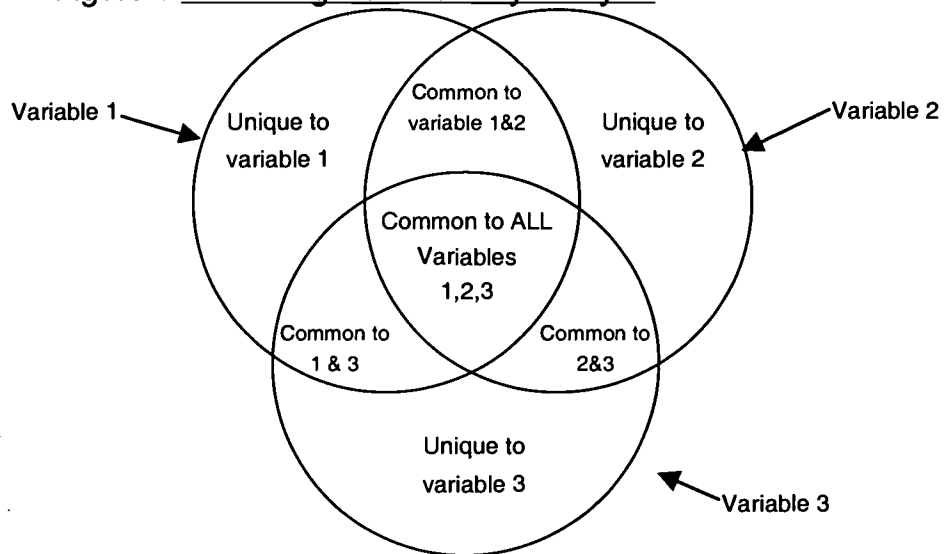 Variable 1
Unique to
variable 1
Common to
variable 1&2
Unique to
variable 2
Variable 2
Common to ALL
Variables
1,2,3
Common to
1 & 3
Common to
2&3
Unique to
variable 3
Variable 3